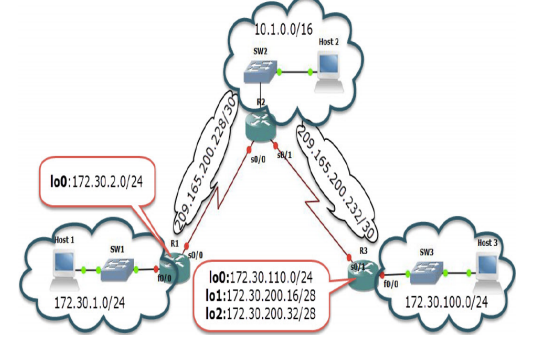 10.1.0.0/16
Host 2
SW2
R2
s0/0
s0/1
209.165.200.228/30
209.165.200.232/30
lo0:172.30.2.0/24
Host 1
SW1
R1
s0/0
f0/0
172.30.1.0/24
R3
s0/1
f0/0
SW3
Host 3
172.30.100.0/24
lo0:172.30.110.0/24
lo1:172.30.200.16/28
lo2:172.30.200.32/28